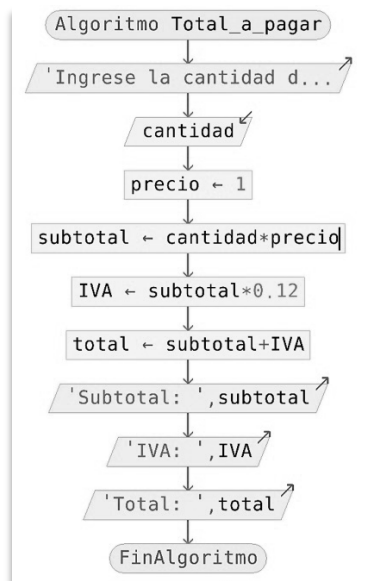 Algoritmo Total_a_pagar
'Ingrese la cantidad d...
cantidad
precio ← 1
subtotal ← cantidad*precio
IVA ← subtotal*0.12
total ← subtotal+IVA
'Subtotal: ',subtotal
'IVA: ',IVA
'Total: ',total
FinAlgoritmo